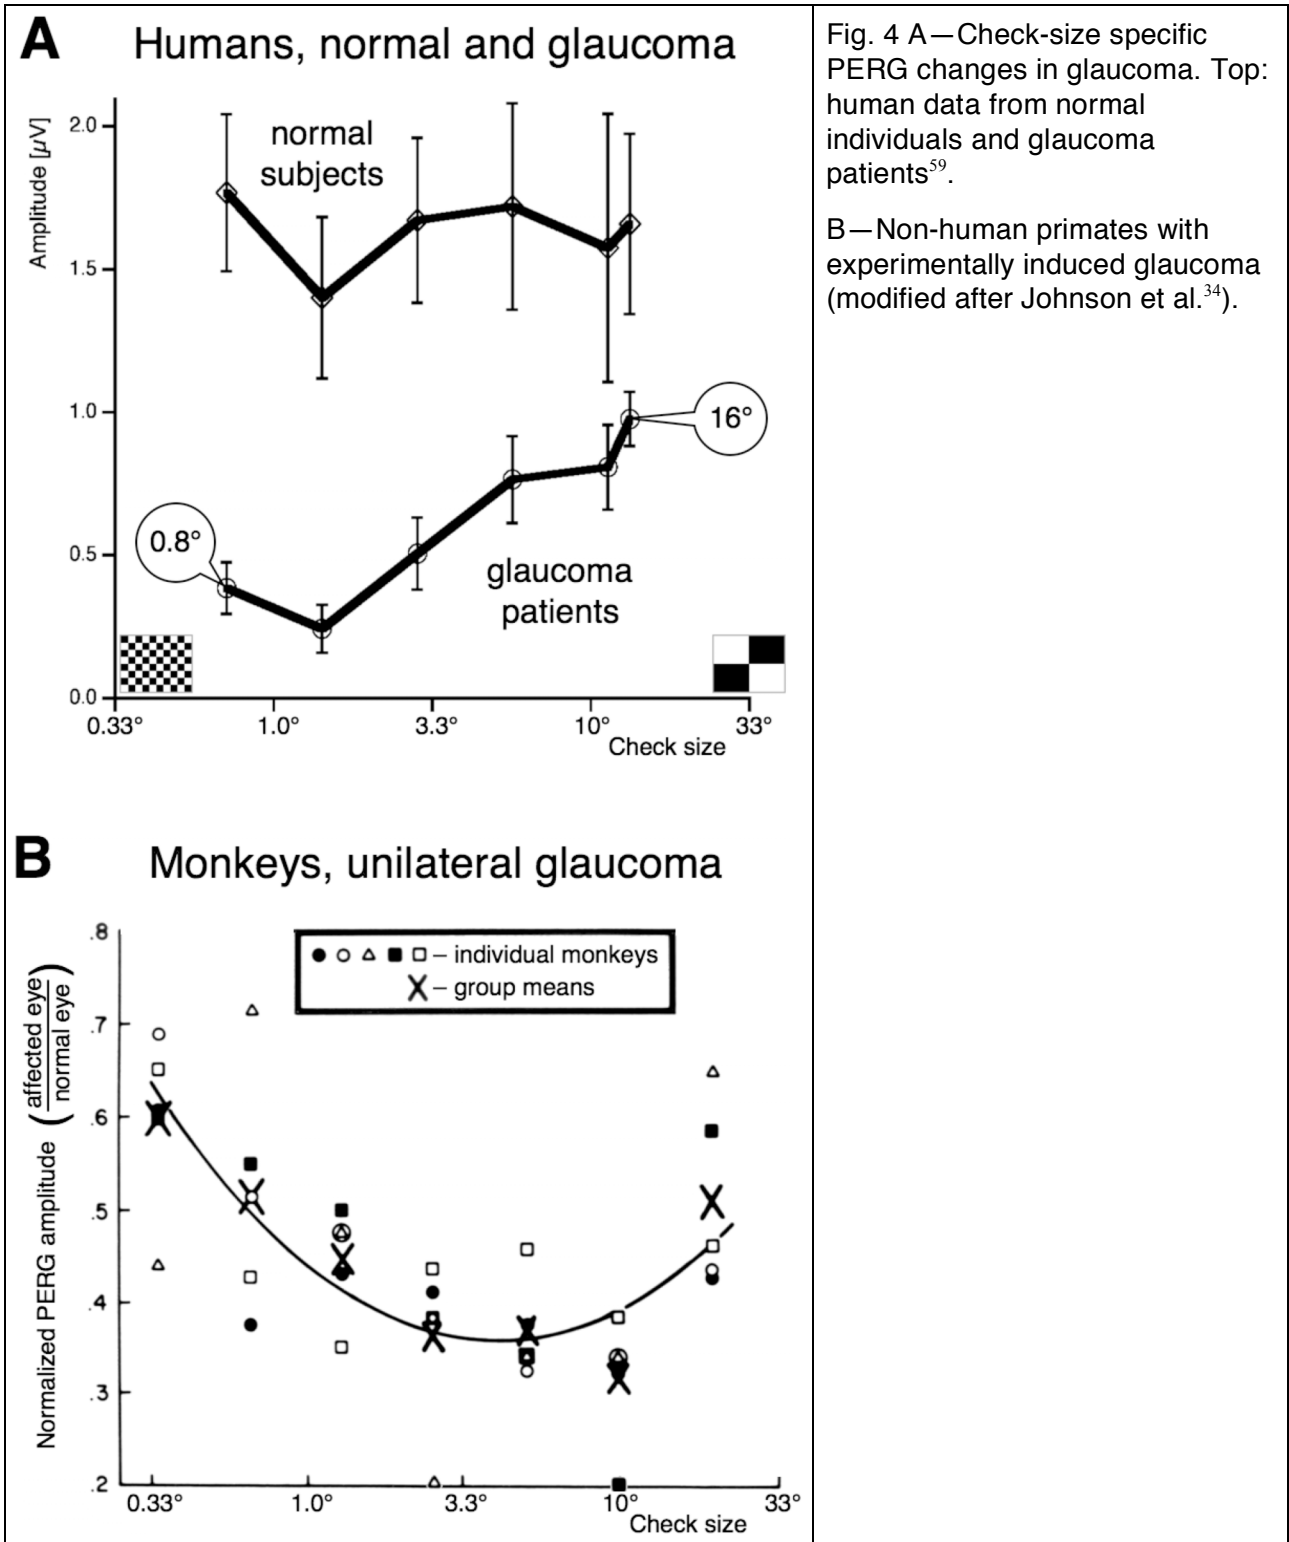 A Humans, normal and glaucoma
Amplitude [µV]
2.0
1.5
1.0
0.5
0.0
normal
subjects
16°
0.8°
glaucoma
patients
0.33° 1.0° 3.3° 10° 33°
Check size
B Monkeys, unilateral glaucoma
Normalized PERG amplitude (affected eye / normal eye)
.8
.7
.6
.5
.4
.3
.2
– individual monkeys
– group means
0.33° 1.0° 3.3° 10° 33°
Check size
Fig. 4 A—Check-size specific
PERG changes in glaucoma. Top:
human data from normal
individuals and glaucoma
patients59.
B—Non-human primates with
experimentally induced glaucoma
(modified after Johnson et al.34).